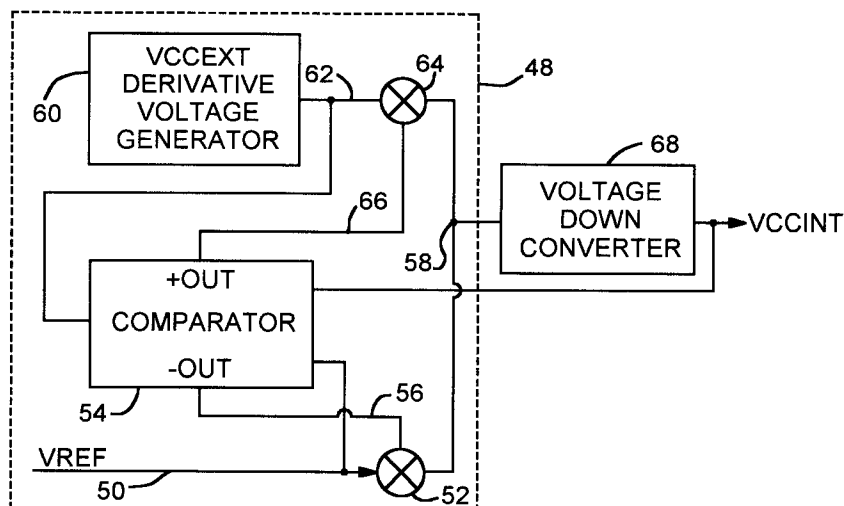 VCCEXT
DERIVATIVE
VOLTAGE
GENERATOR
60
62
64
48
68
VOLTAGE
DOWN
CONVERTER
VCCINT
66
58
+OUT
COMPARATOR
-OUT
54
56
VREF
50
52